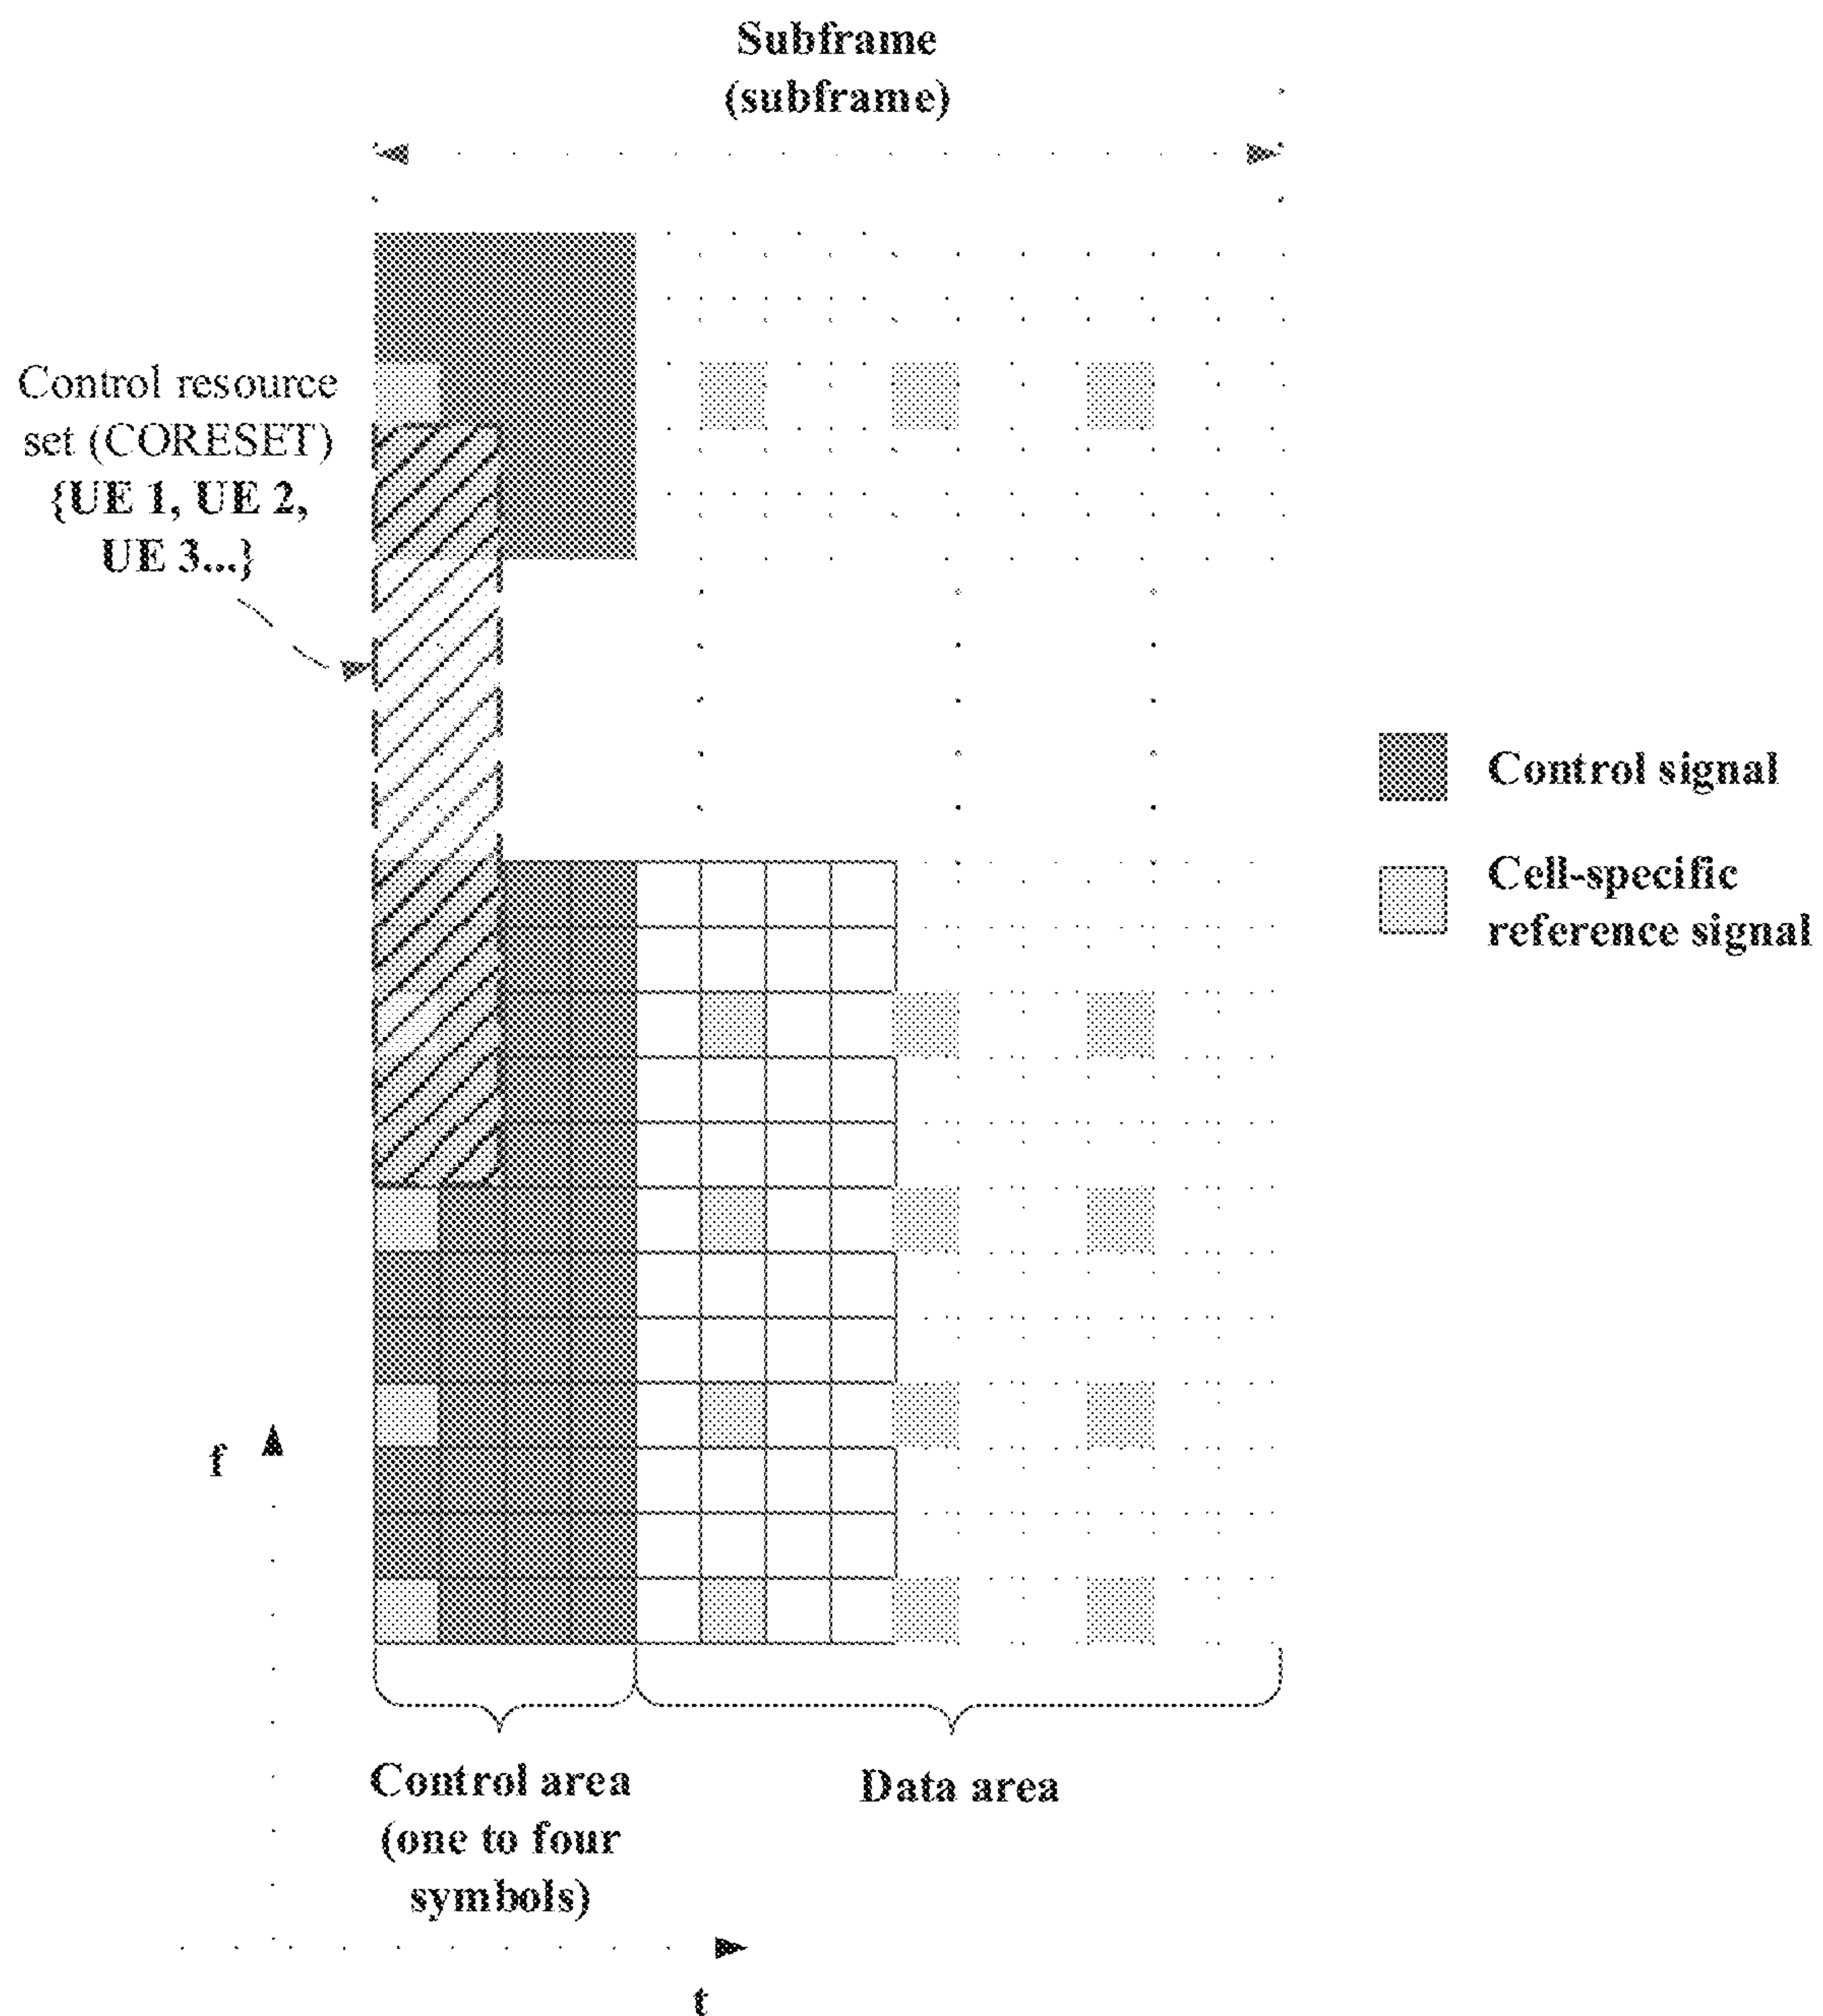 Subframe
(subframe)
Control resource
set (CORESET)
{UE 1, UE 2,
UE 3...}
Control signal
Cell-specific
reference signal
f
Control area
(one to four
symbols)
Data area
t